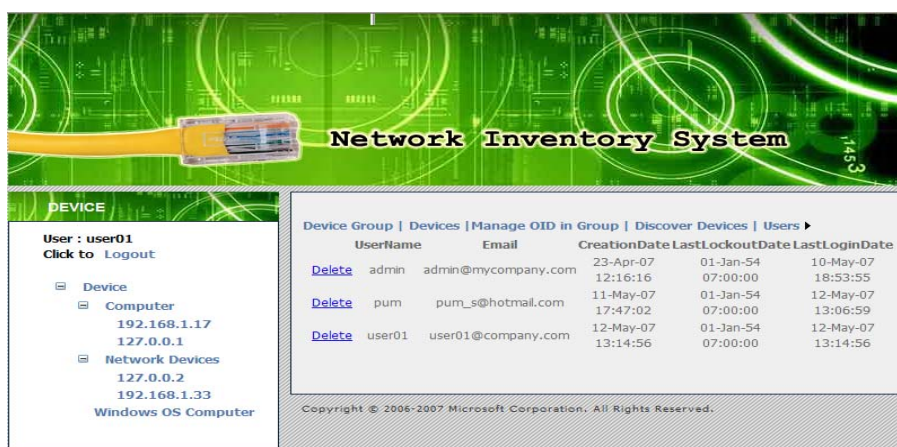 Network Inventory System
1453
DEVICE
User : user01
Click to Logout
Device
Computer
192.168.1.17
127.0.0.1
Network Devices
127.0.0.2
192.168.1.33
Windows OS Computer
Device Group | Devices |Manage OID in Group | Discover Devices | Users
UserName Email CreationDate LastLockoutDate LastLoginDate
Delete admin admin@mycompany.com 23-Apr-07 12:16:16 01-Jan-54 07:00:00 10-May-07 18:53:55
Delete pum pum_s@hotmail.com 11-May-07 17:47:02 01-Jan-54 07:00:00 12-May-07 13:06:59
Delete user01 user01@company.com 12-May-07 13:14:56 01-Jan-54 07:00:00 12-May-07 13:14:56
Copyright © 2006-2007 Microsoft Corporation. All Rights Reserved.